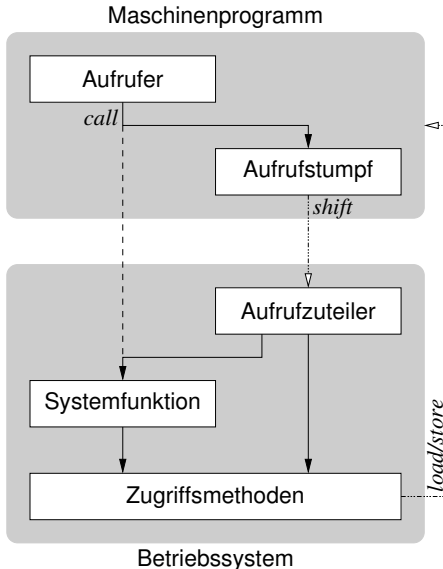 Maschinenprogramm
Aufrufer
call
Aufrufstumpf
shift
Aufrufzuteiler
Systemfunktion
load/store
Zugriffsmethoden
Betriebssystem